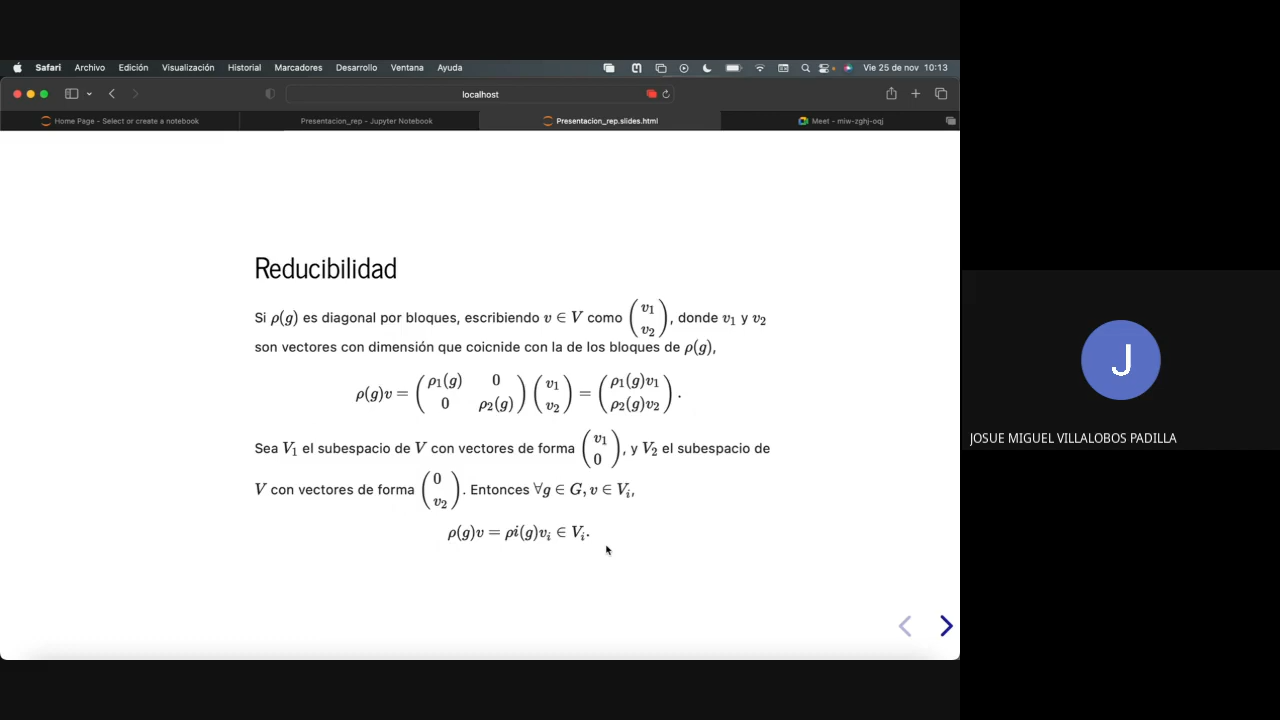 Safari Archivo Edición Visualización Historial Marcadores Desarrollo Ventana Ayuda Vie 25 de nov 10:13
localhost
Home Page - Select or create a notebook Presentacion_rep - Jupyter Notebook Presentacion_rep.slides.html Meet - miw-zghj-oqj
Reducibilidad
Si ρ(g) es diagonal por bloques, escribiendo v ∈ V como (v₁ v₂), donde v₁ y v₂
son vectores con dimensión que coicnide con la de los bloques de ρ(g),
ρ(g)v = (ρ₁(g) 0 0 ρ₂(g)) (v₁ v₂) = (ρ₁(g)v₁ ρ₂(g)v₂).
Sea V₁ el subespacio de V con vectores de forma (v₁ 0), y V₂ el subespacio de
V con vectores de forma (0 v₂). Entonces ∀g ∈ G, v ∈ Vᵢ,
ρ(g)v = ρi(g)vᵢ ∈ Vᵢ.
J
JOSUE MIGUEL VILLALOBOS PADILLA